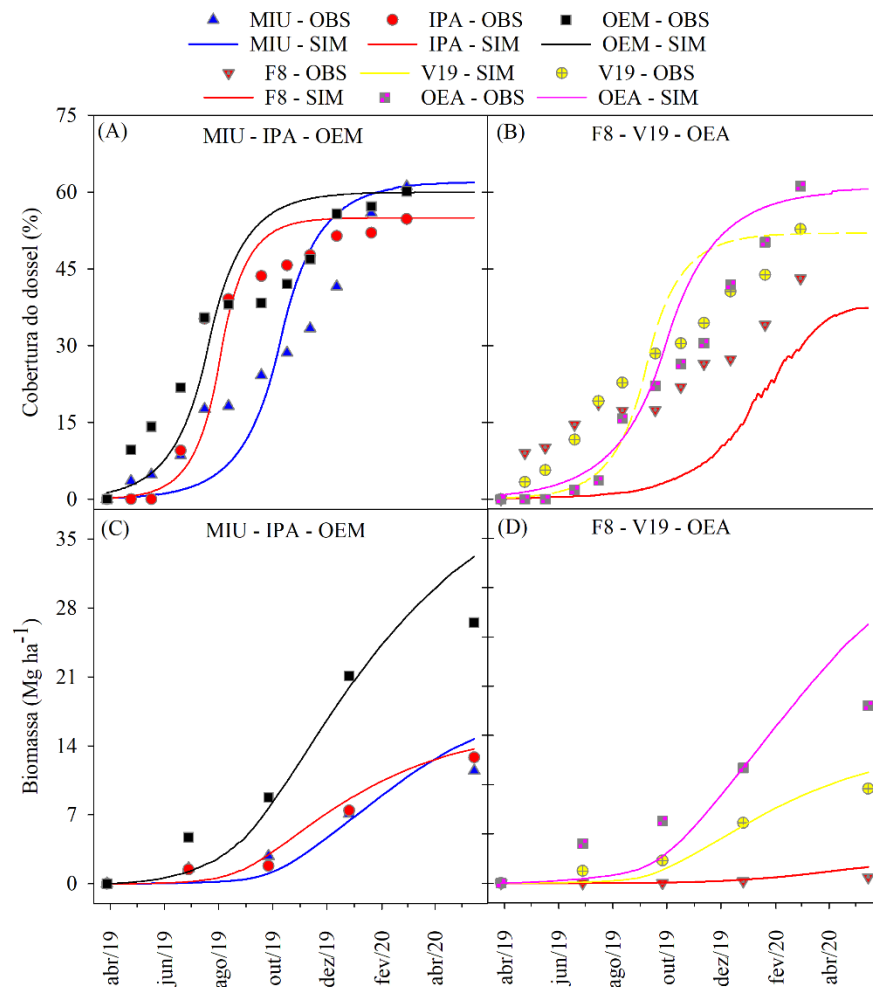 MIU - OBS IPA - OBS OEM - OBS
MIU - SIM IPA - SIM OEM - SIM
F8 - OBS V19 - SIM V19 - OBS
F8 - SIM OEA - OBS OEA - SIM
(A) MIU - IPA - OEM
(B) F8 - V19 - OEA
Cobertura do dossel (%)
75
60
45
30
15
0
(C) MIU - IPA - OEM
(D) F8 - V19 - OEA
Biomassa (Mg ha⁻¹)
35
28
21
14
7
0
abr/19 jun/19 ago/19 out/19 dez/19 fev/20 abr/20
abr/19 jun/19 ago/19 out/19 dez/19 fev/20 abr/20